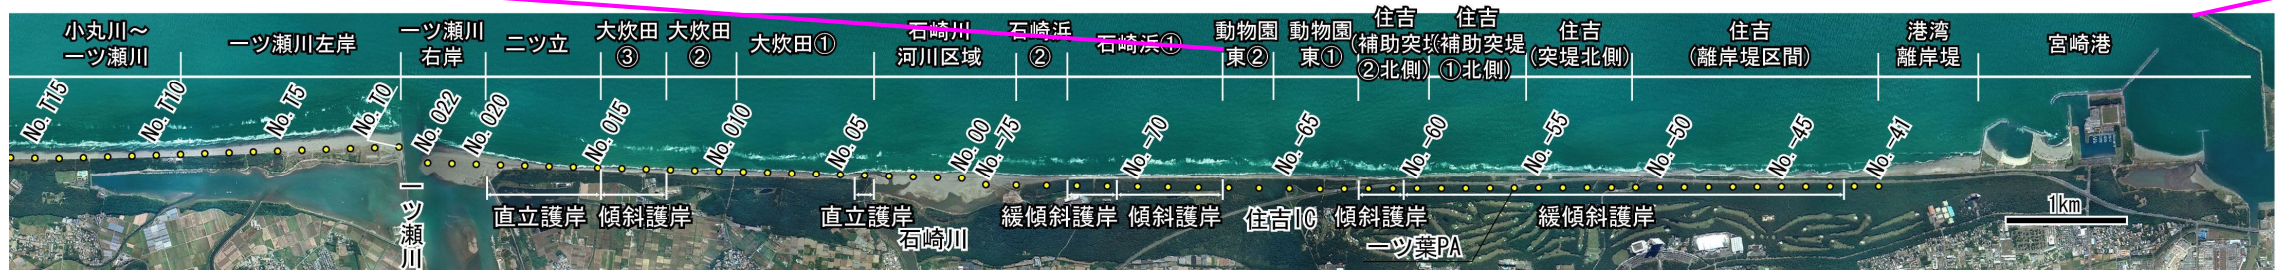 小丸川～
一ツ瀬川
一ツ瀬川左岸
一ツ瀬川
右岸
二ツ立
大炊田
③
大炊田
②
大炊田①
石崎川
河川区域
石崎浜
②
石崎浜①
動物園
東②
動物園
東①
住吉
(補助突堤
②北側)
住吉
(補助突堤
①北側)
住吉
(突堤北側)
住吉
(離岸堤区間)
港湾
離岸堤
宮崎港
No. T15
No. T10
No. T5
No. T0
No. 022
No. 020
No. 015
No. 010
No. 05
No. 00
No. -75
No. -70
No. -65
No. -60
No. -55
No. -50
No. -45
No. -41
一ツ瀬川
直立護岸
傾斜護岸
直立護岸
石崎川
緩傾斜護岸
傾斜護岸
住吉IC
傾斜護岸
一ツ葉PA
緩傾斜護岸
1km